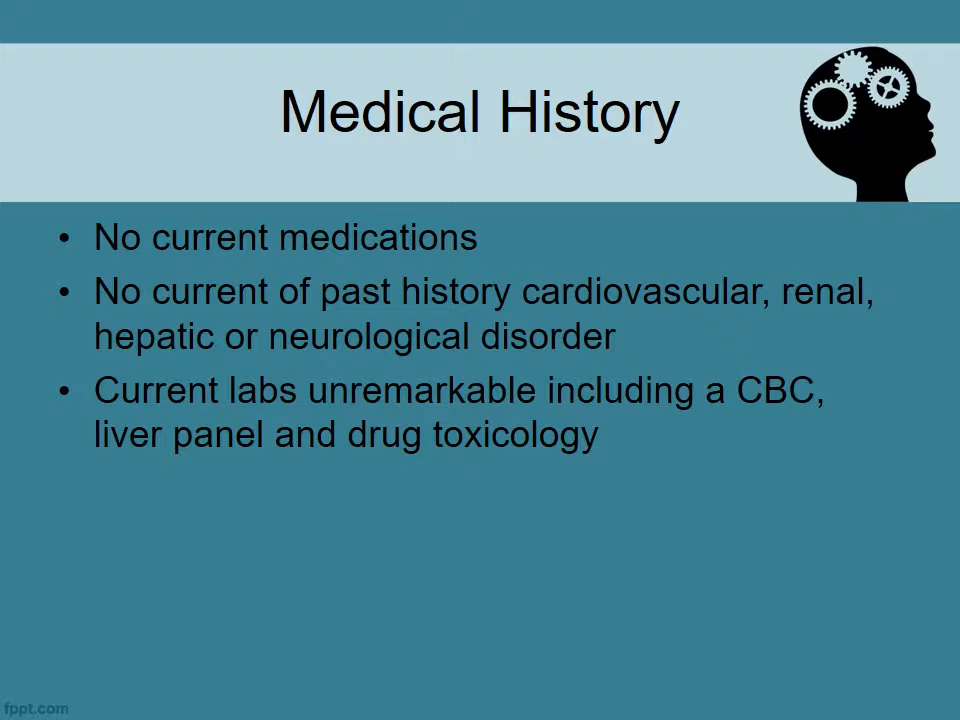 Medical History
• No current medications
• No current of past history cardiovascular, renal,
hepatic or neurological disorder
• Current labs unremarkable including a CBC,
liver panel and drug toxicology
fppt.com